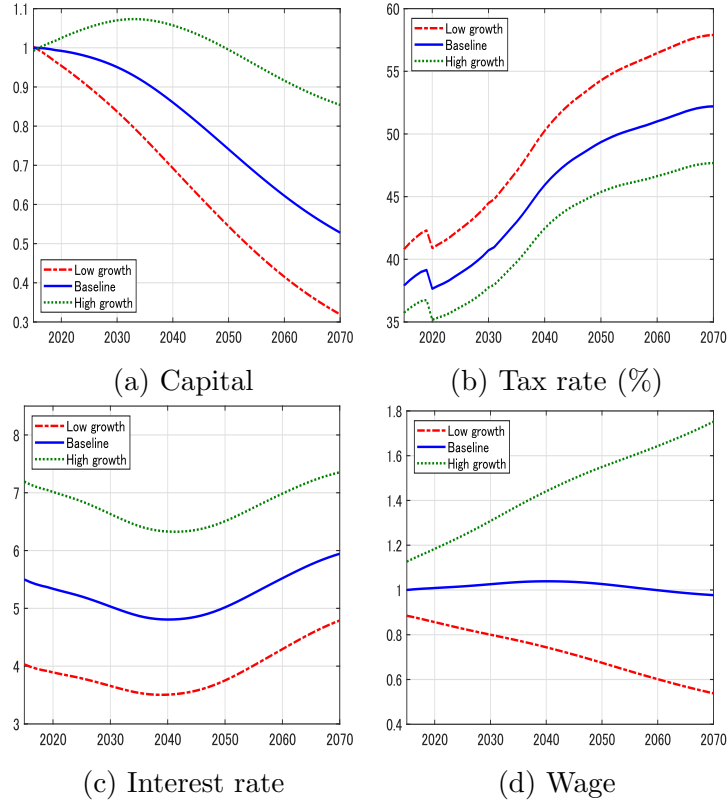 1.1
1
0.9
0.8
0.7
0.6
0.5
0.4
0.3
Low growth
Baseline
High growth
2020 2030 2040 2050 2060 2070
(a) Capital
60
55
50
45
40
35
Low growth
Baseline
High growth
2020 2030 2040 2050 2060 2070
(b) Tax rate (%)
8
7
6
5
4
3
Low growth
Baseline
High growth
2020 2030 2040 2050 2060 2070
(c) Interest rate
1.8
1.6
1.4
1.2
1
0.8
0.6
0.4
Low growth
Baseline
High growth
2020 2030 2040 2050 2060 2070
(d) Wage